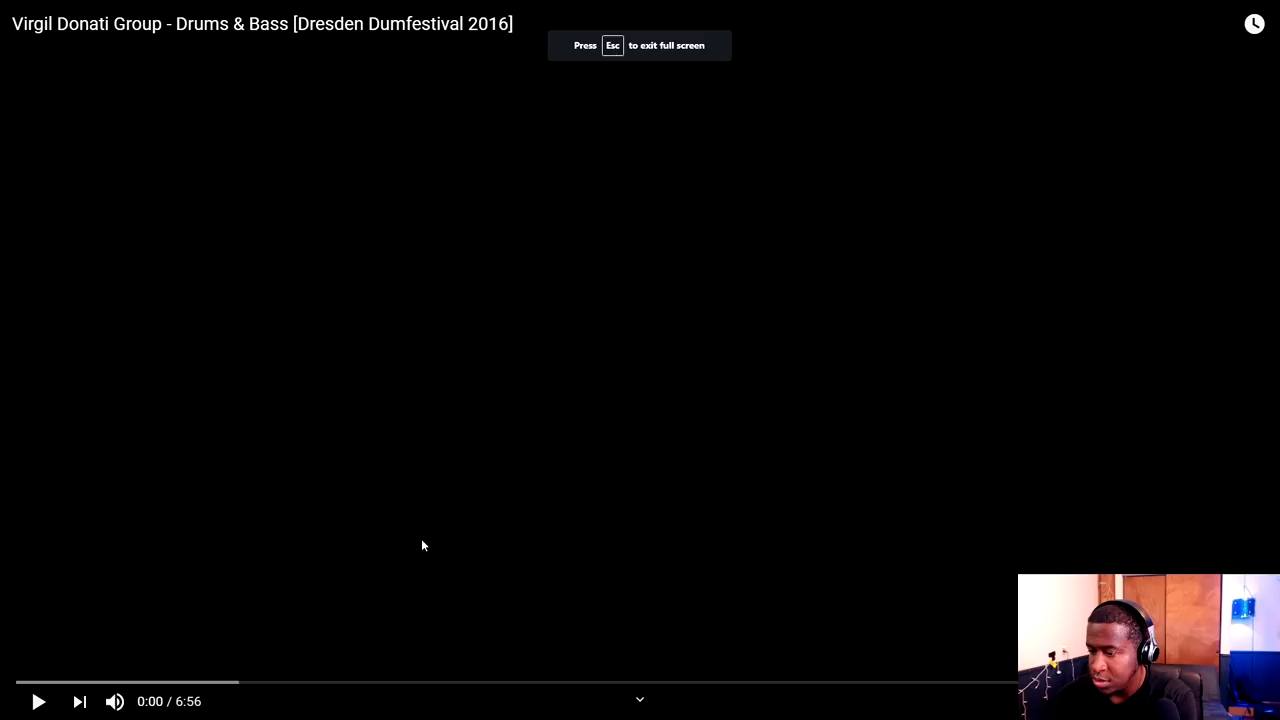 Virgil Donati Group - Drums & Bass [Dresden Dumfestival 2016]
Press Esc to exit full screen
0:00 / 6:56